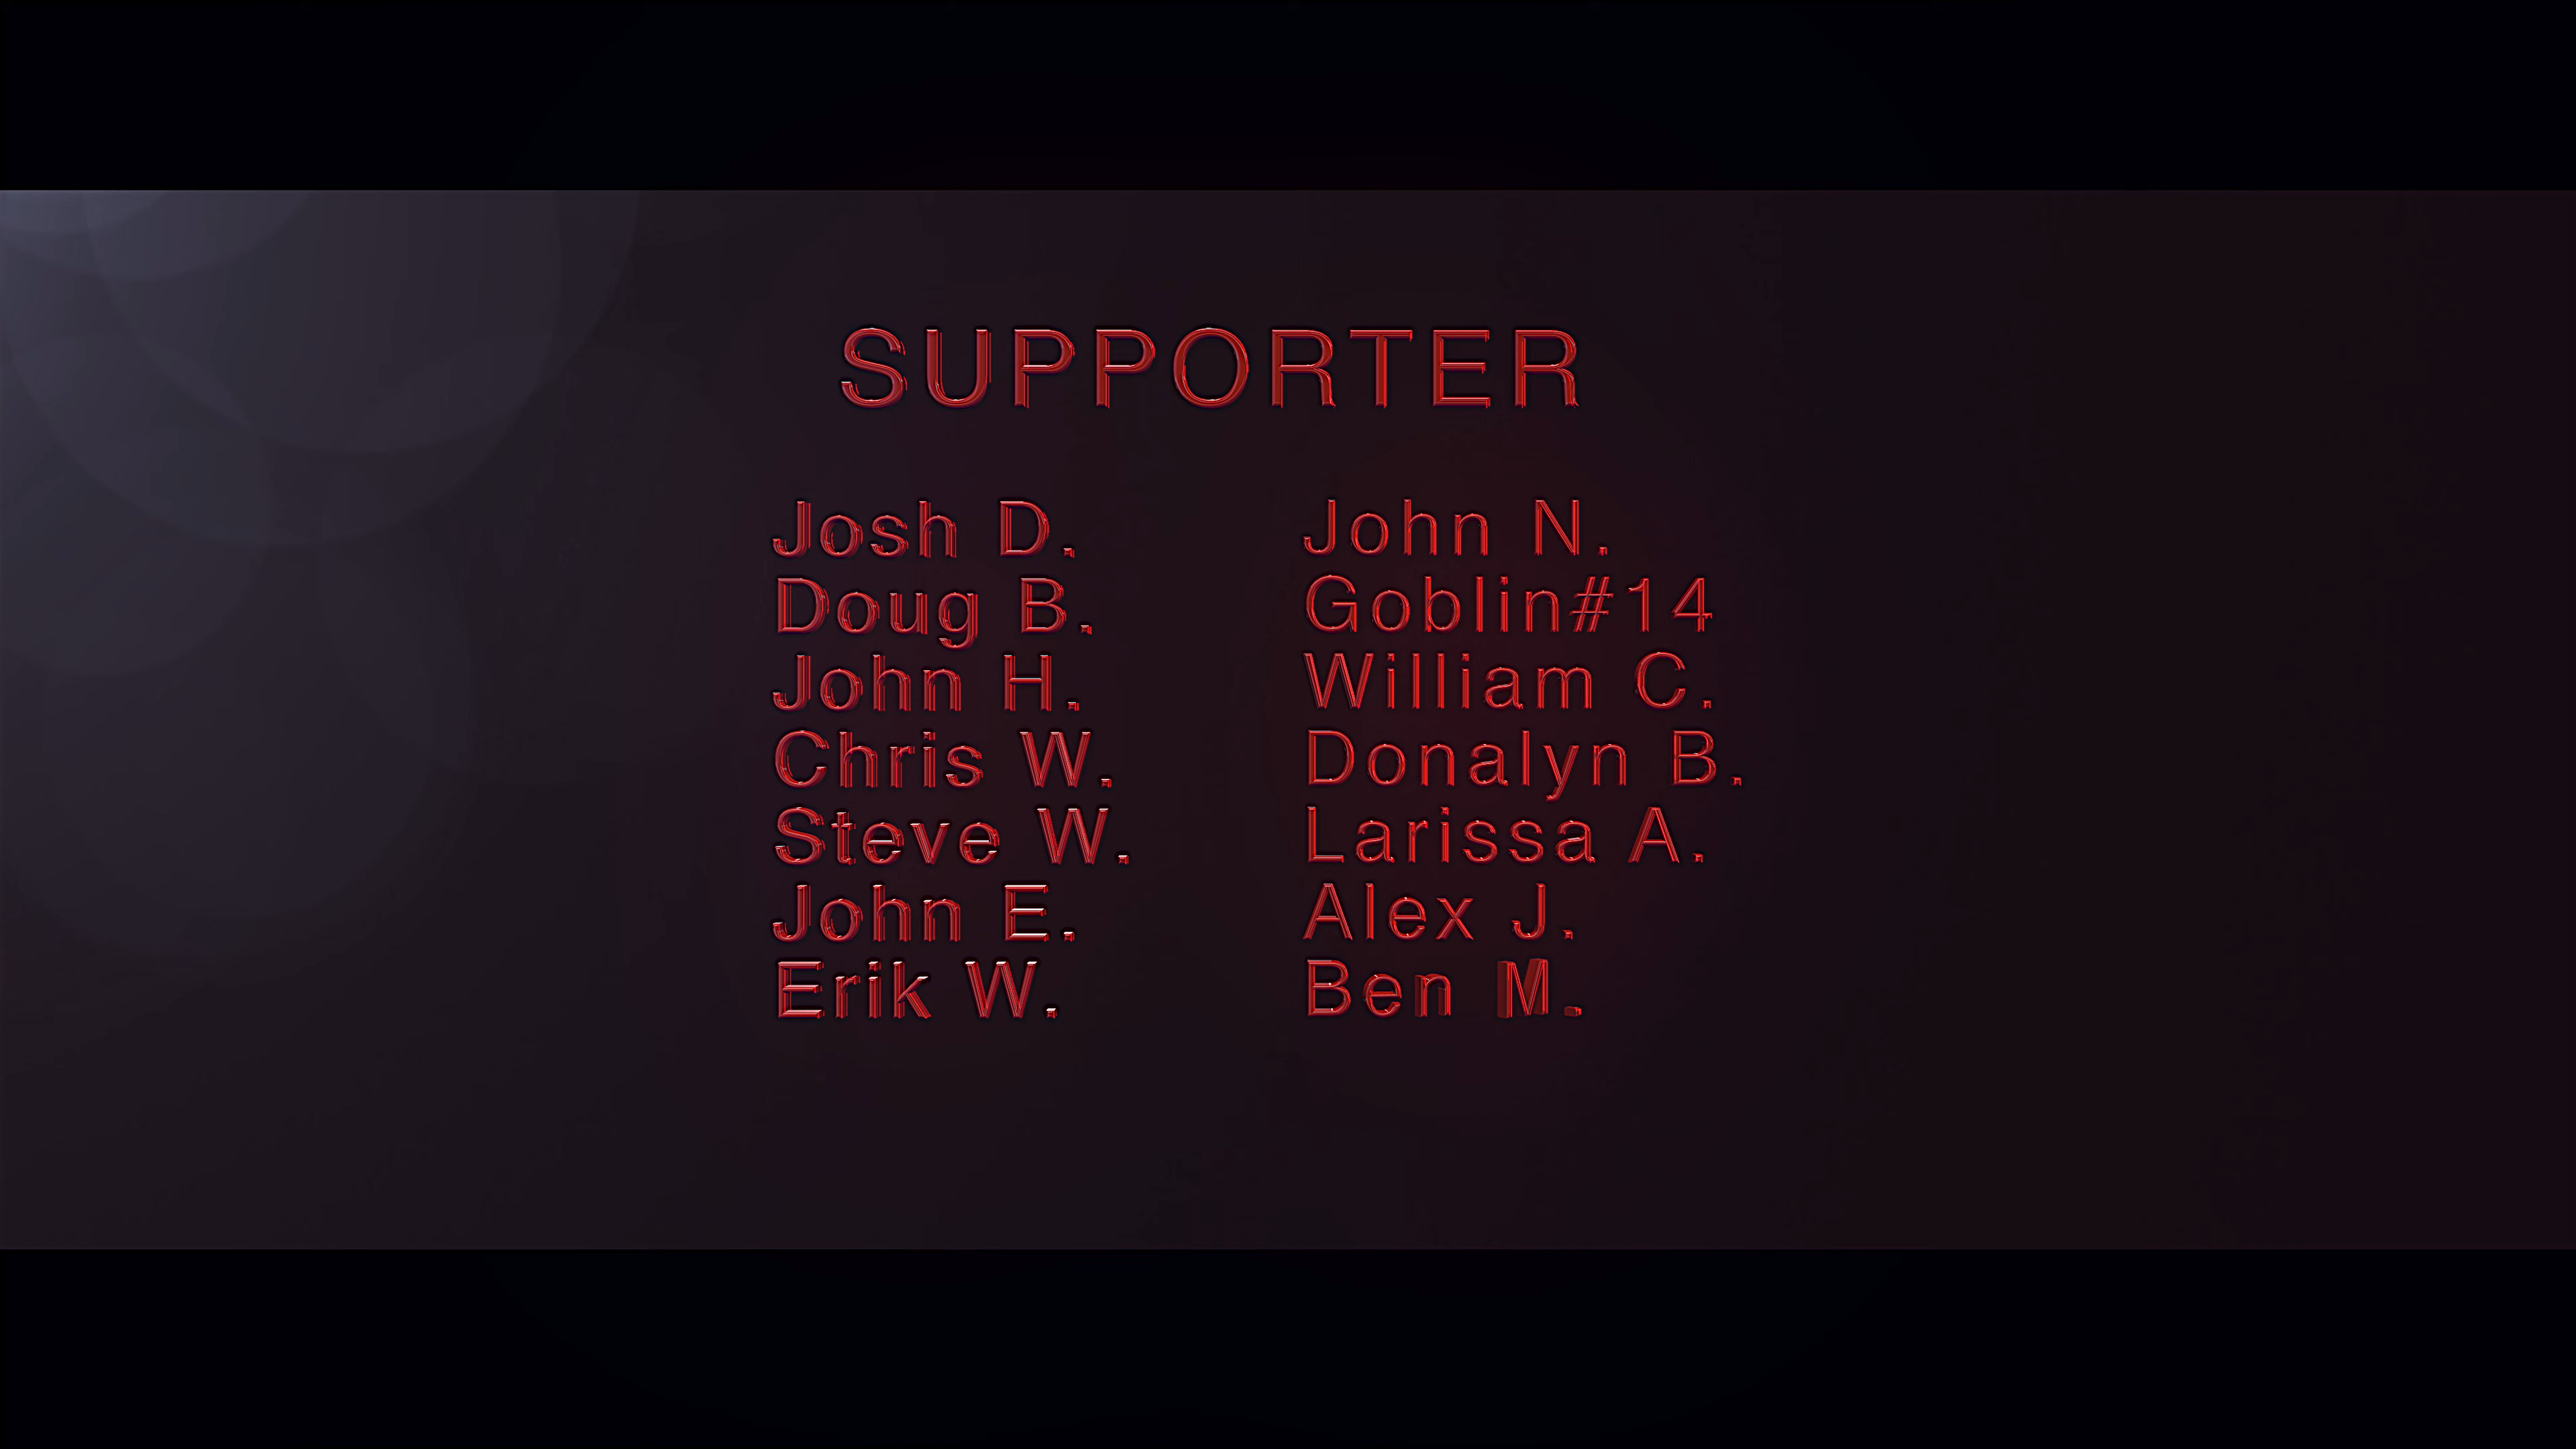 SUPPORTER
Josh D.
Doug B.
John H.
Chris W.
Steve W.
John E.
Erik W.
John N.
Goblin#14
William C.
Donalyn B.
Larissa A.
Alex J.
Ben M.